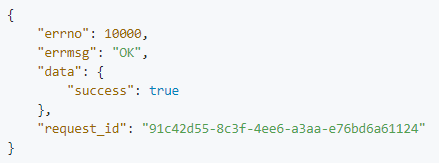 {
    "errno": 10000,
    "errmsg": "OK",
    "data": {
        "success": true
    },
    "request_id": "91c42d55-8c3f-4ee6-a3aa-e76bd6a61124"
}